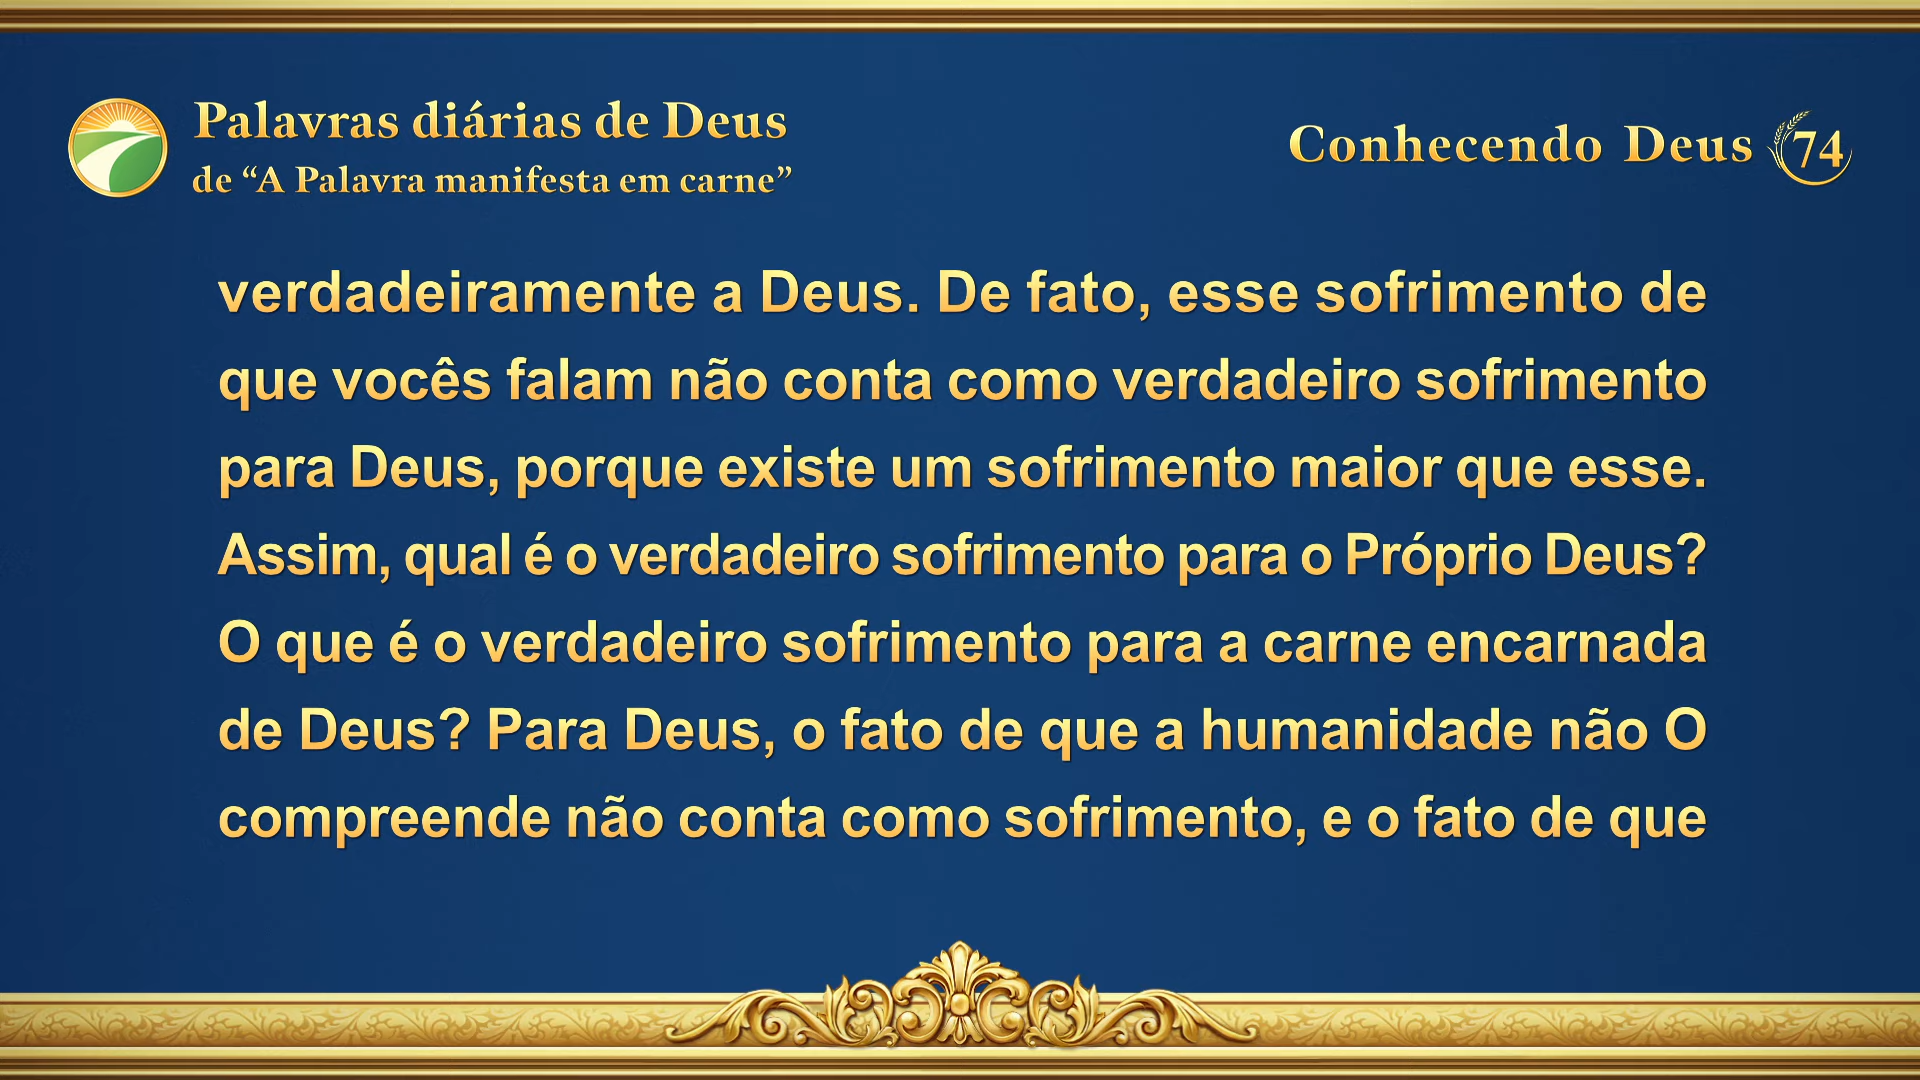 Palavras diárias de Deus
de “A Palavra manifesta em carne”
Conhecendo Deus 74
verdadeiramente a Deus. De fato, esse sofrimento de
que vocês falam não conta como verdadeiro sofrimento
para Deus, porque existe um sofrimento maior que esse.
Assim, qual é o verdadeiro sofrimento para o Próprio Deus?
O que é o verdadeiro sofrimento para a carne encarnada
de Deus? Para Deus, o fato de que a humanidade não O
compreende não conta como sofrimento, e o fato de que